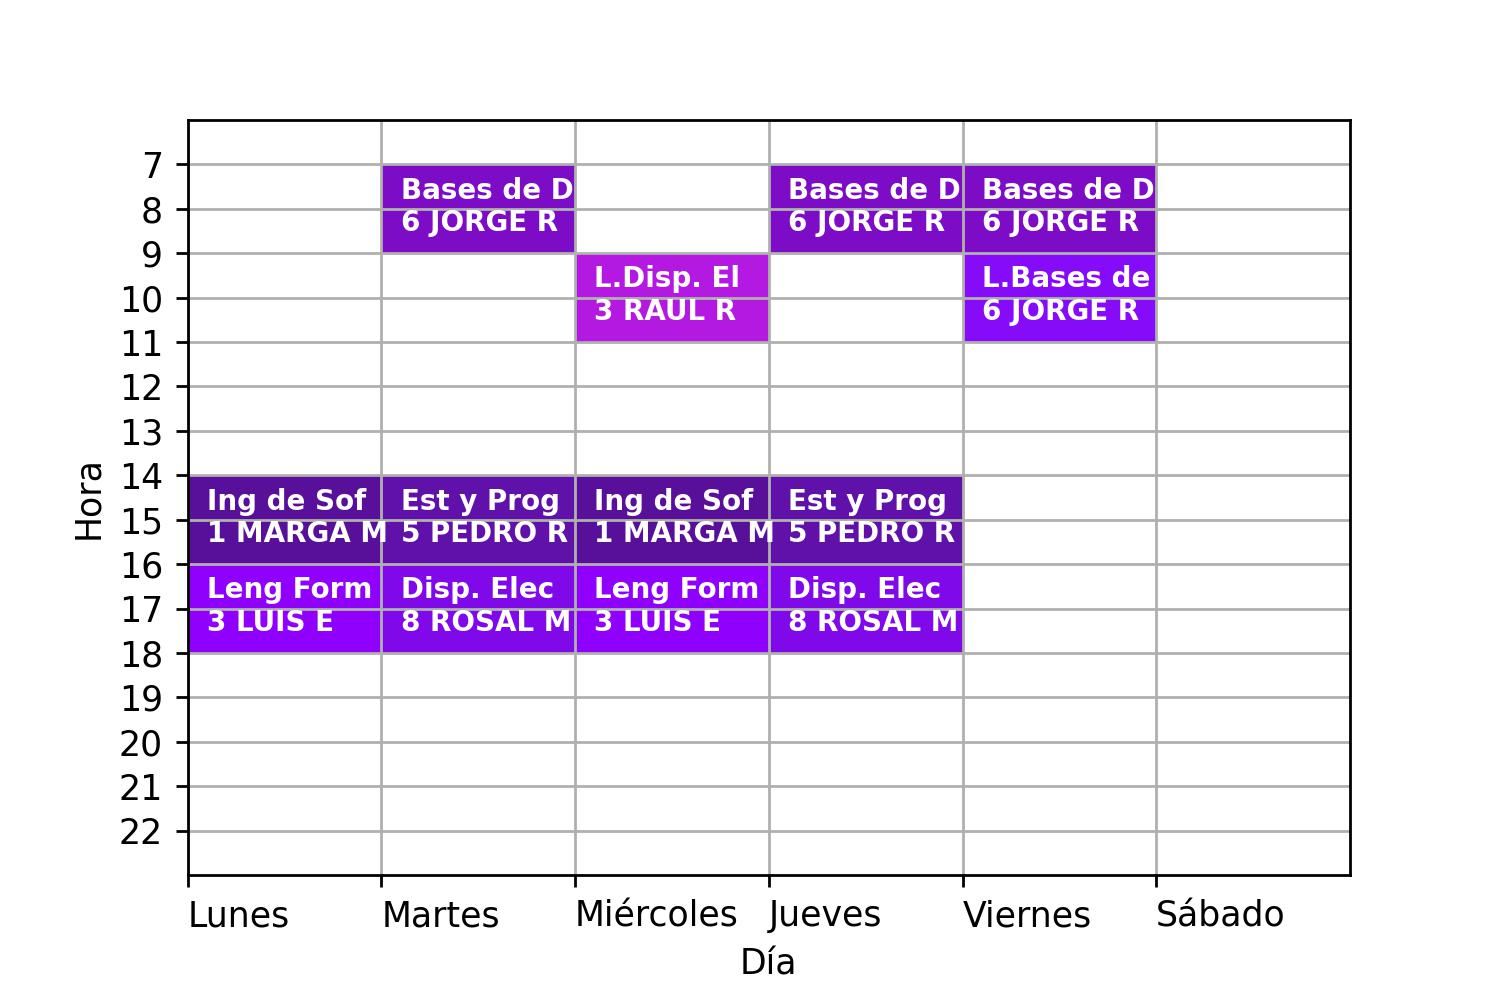 7
Bases de D
6 JORGE R
Bases de D
6 JORGE R
Bases de D
6 JORGE R
8
9
L.Disp. El
3 RAUL R
L.Bases de
6 JORGE R
10
11
12
13
14
Ing de Sof
1 MARGA M
Est y Prog
5 PEDRO R
Ing de Sof
1 MARGA M
Est y Prog
5 PEDRO R
15
16
Leng Form
3 LUIS E
Disp. Elec
8 ROSAL M
Leng Form
3 LUIS E
Disp. Elec
8 ROSAL M
17
18
19
20
21
22
Hora
Lunes Martes Miércoles Jueves Viernes Sábado
Día